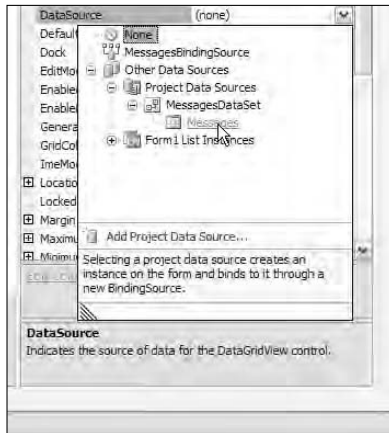 DataSource (none)
Defaul
None
Dock
MessagesBindingSource
EditMo
Other Data Sources
Enable
Project Data Sources
Enable
MessagesDataSet
Genera
Messages
GridCol
Form1 List Instances
ImeMo
Locatio
Locked
Margin
Maximu
Add Project Data Source...
Minimu
Selecting a project data source creates an
instance on the form and binds to it through a
new BindingSource.
DataSource
Indicates the source of data for the DataGridView control.